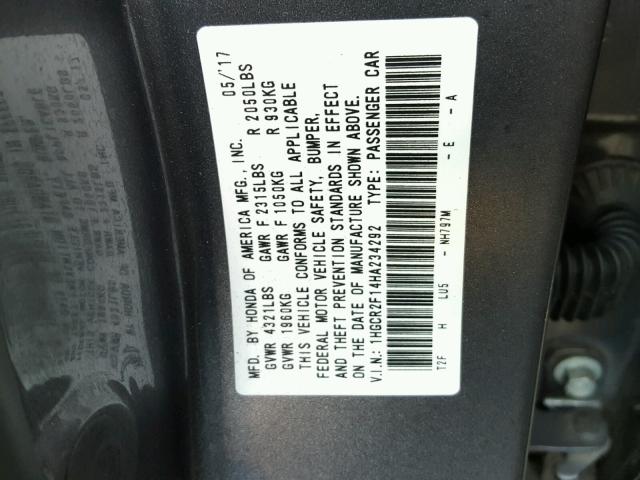 MFD. BY HONDA OF AMERICA MFG., INC. 05/'17
GVWR 4321LBS GAWR F 2315LBS R 2050LBS
GVWR 1960KG GAWR F 1050KG R 930KG
THIS VEHICLE CONFORMS TO ALL APPLICABLE
FEDERAL MOTOR VEHICLE SAFETY, BUMPER,
AND THEFT PREVENTION STANDARDS IN EFFECT
ON THE DATE OF MANUFACTURE SHOWN ABOVE.
V.I.N.: 1HGCR2F14HA234292 TYPE: PASSENGER CAR
T2F H LU5 - NH797M - E - A